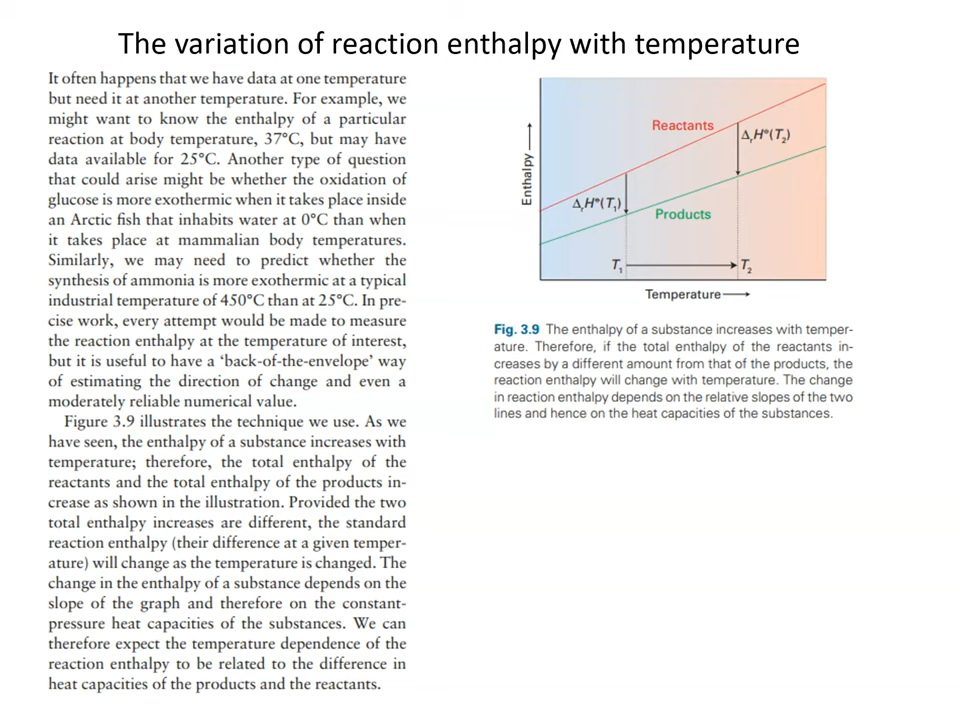 The variation of reaction enthalpy with temperature
It often happens that we have data at one temperature
but need it at another temperature. For example, we
might want to know the enthalpy of a particular
reaction at body temperature, 37°C, but may have
data available for 25°C. Another type of question
that could arise might be whether the oxidation of
glucose is more exothermic when it takes place inside
an Arctic fish that inhabits water at 0°C than when
it takes place at mammalian body temperatures.
Similarly, we may need to predict whether the
synthesis of ammonia is more exothermic at a typical
industrial temperature of 450°C than at 25°C. In pre-
cise work, every attempt would be made to measure
the reaction enthalpy at the temperature of interest,
but it is useful to have a ‘back-of-the-envelope’ way
of estimating the direction of change and even a
moderately reliable numerical value.
Figure 3.9 illustrates the technique we use. As we
have seen, the enthalpy of a substance increases with
temperature; therefore, the total enthalpy of the
reactants and the total enthalpy of the products in-
crease as shown in the illustration. Provided the two
total enthalpy increases are different, the standard
reaction enthalpy (their difference at a given temper-
ature) will change as the temperature is changed. The
change in the enthalpy of a substance depends on the
slope of the graph and therefore on the constant-
pressure heat capacities of the substances. We can
therefore expect the temperature dependence of the
reaction enthalpy to be related to the difference in
heat capacities of the products and the reactants.
Enthalpy
Reactants
ΔᵣH°(T₂)
ΔᵣH°(T₁)
Products
T₁
T₂
Temperature
Fig. 3.9 The enthalpy of a substance increases with temper-
ature. Therefore, if the total enthalpy of the reactants in-
creases by a different amount from that of the products, the
reaction enthalpy will change with temperature. The change
in reaction enthalpy depends on the relative slopes of the two
lines and hence on the heat capacities of the substances.